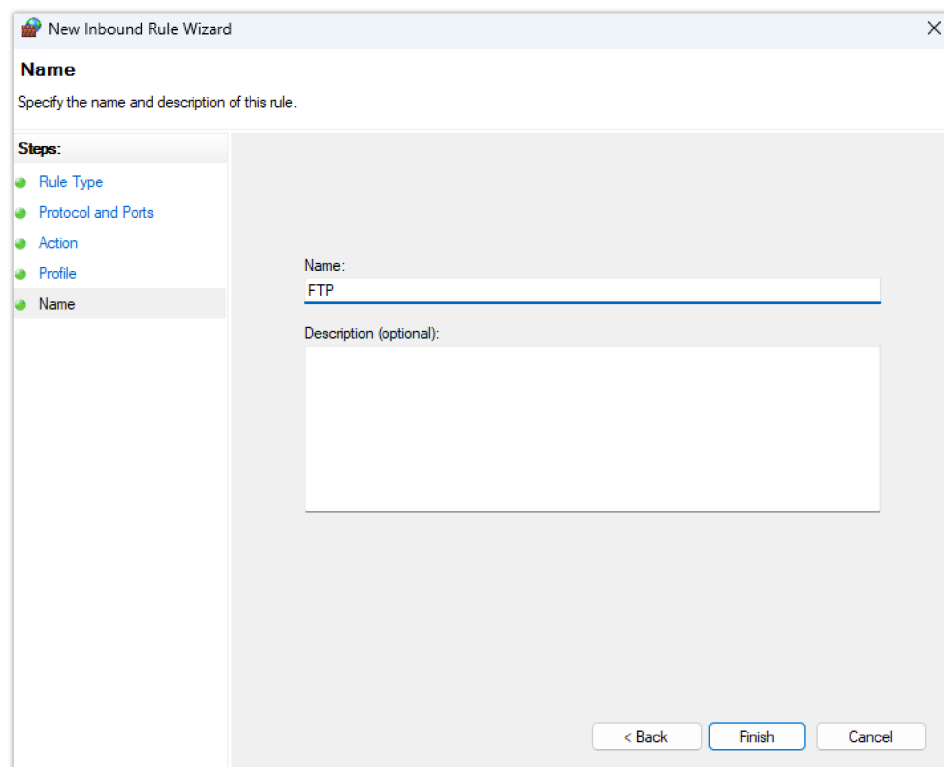 New Inbound Rule Wizard
Name
Specify the name and description of this rule.
Steps:
Rule Type
Protocol and Ports
Action
Profile
Name
Name:
FTP
Description (optional):
< Back
Finish
Cancel